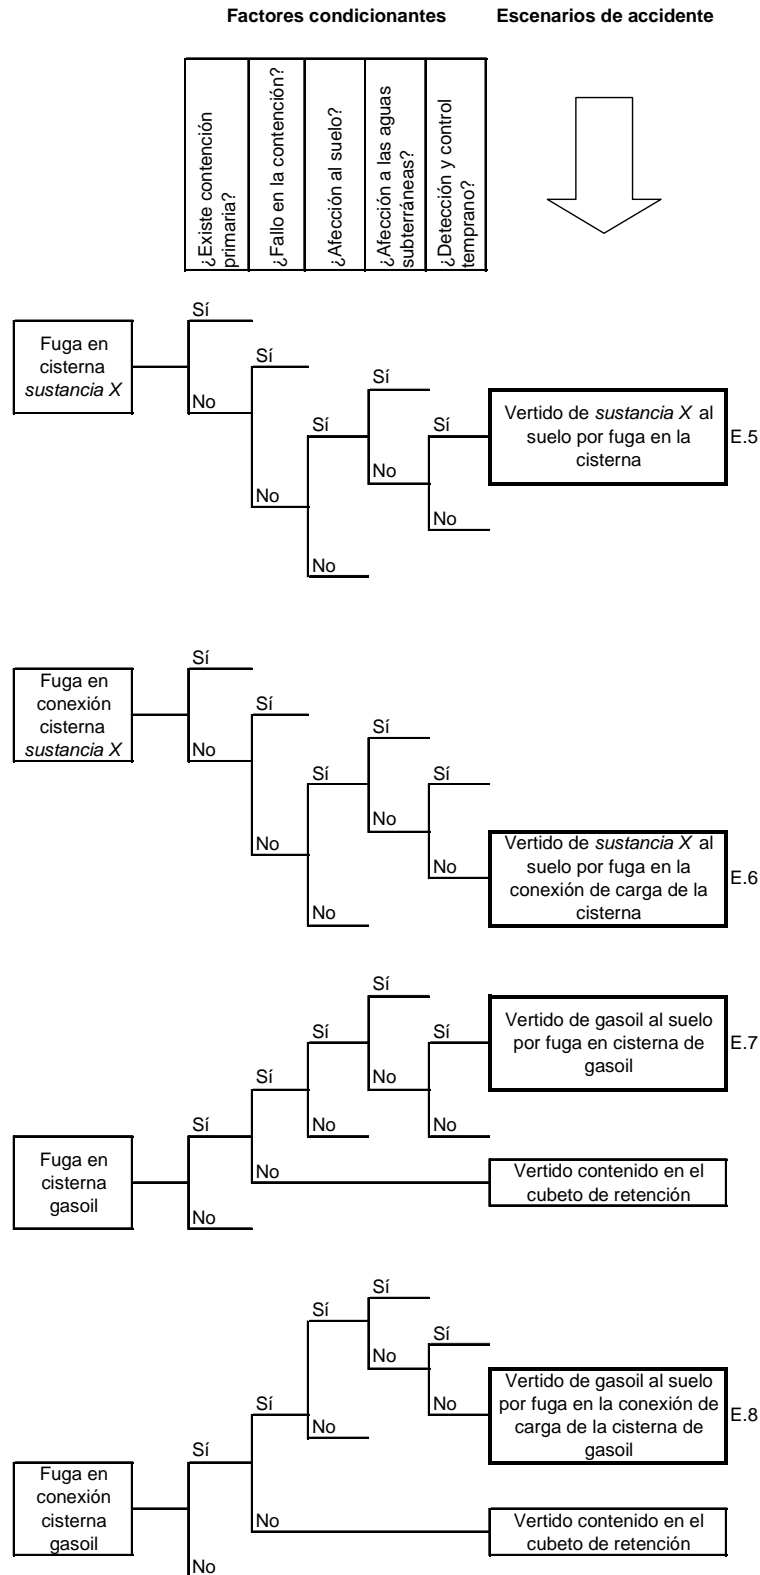 Factores condicionantes
Escenarios de accidente
¿Existe contención
primaria?
¿Fallo en la contención?
¿Afección al suelo?
¿Afección a las aguas
subterráneas?
¿Detección y control
temprano?
Fuga en
cisterna
sustancia X
Sí
No
Sí
No
Sí
No
Sí
No
Sí
No
Vertido de sustancia X al
suelo por fuga en la
cisterna
E.5
Fuga en
conexión
cisterna
sustancia X
Sí
No
Sí
No
Sí
No
Sí
No
Sí
No
Vertido de sustancia X al
suelo por fuga en la
conexión de carga de la
cisterna
E.6
Fuga en
cisterna
gasoil
Sí
No
Sí
No
Sí
No
Sí
No
Sí
No
Vertido de gasoil al suelo
por fuga en cisterna de
gasoil
E.7
Vertido contenido en el
cubeto de retención
Fuga en
conexión
cisterna
gasoil
Sí
No
Sí
No
Sí
No
Sí
No
Sí
No
Vertido de gasoil al suelo
por fuga en la conexión de
carga de la cisterna de
gasoil
E.8
Vertido contenido en el
cubeto de retención